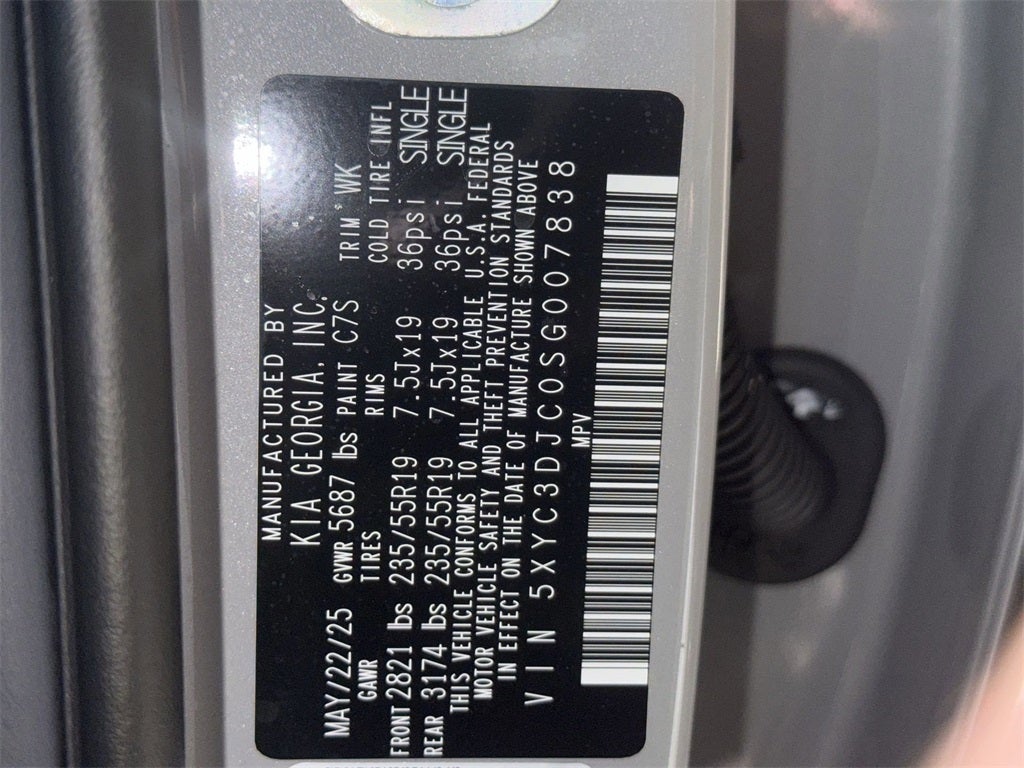 MANUFACTURED BY
KIA GEORGIA, INC.
MAY/22/25 GVWR 5687 lbs PAINT C7S TRIM WK
GAWR TIRES RIMS COLD TIRE INFL
FRONT 2821 lbs 235/55R19 7.5Jx19 36psi SINGLE
REAR 3174 lbs 235/55R19 7.5Jx19 36psi SINGLE
THIS VEHICLE CONFORMS TO ALL APPLICABLE U.S.A. FEDERAL
MOTOR VEHICLE SAFETY AND THEFT PREVENTION STANDARDS
IN EFFECT ON THE DATE OF MANUFACTURE SHOWN ABOVE
VIN 5XYC3DJC0SG007838
MPV